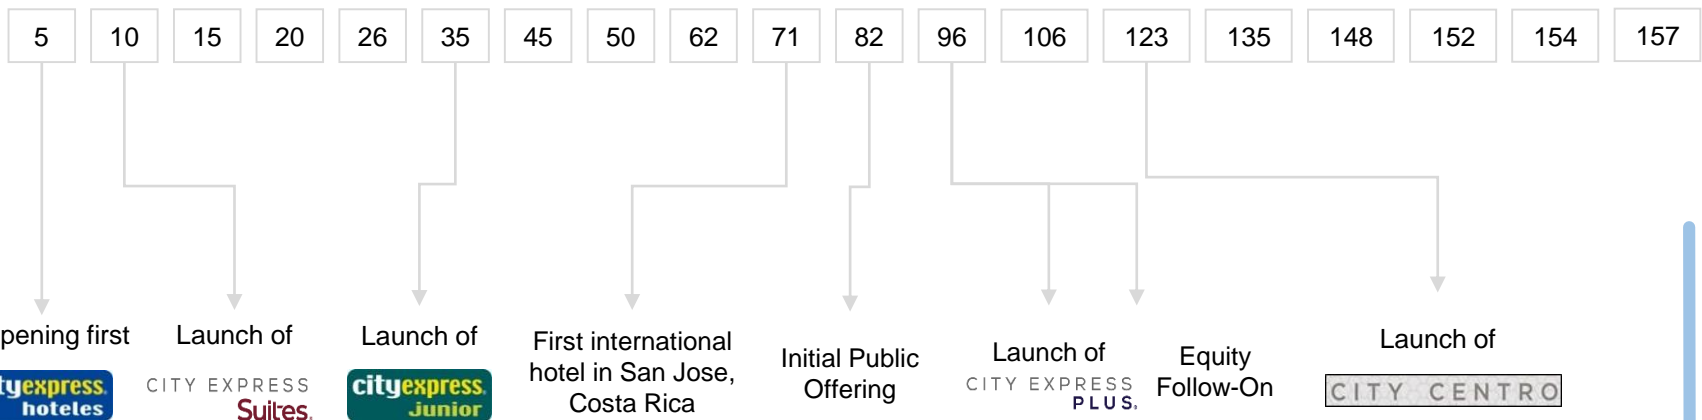 5 10 15 20 26 35 45 50 62 71 82 96 106 123 135 148 152 154 157
pening first
tyexpress.
hoteles
Launch of
CITY EXPRESS
Suites.
Launch of
cityexpress.
Junior
First international
hotel in San Jose,
Costa Rica
Initial Public
Offering
Launch of
CITY EXPRESS
PLUS.
Equity
Follow-On
Launch of
CITY CENTRO